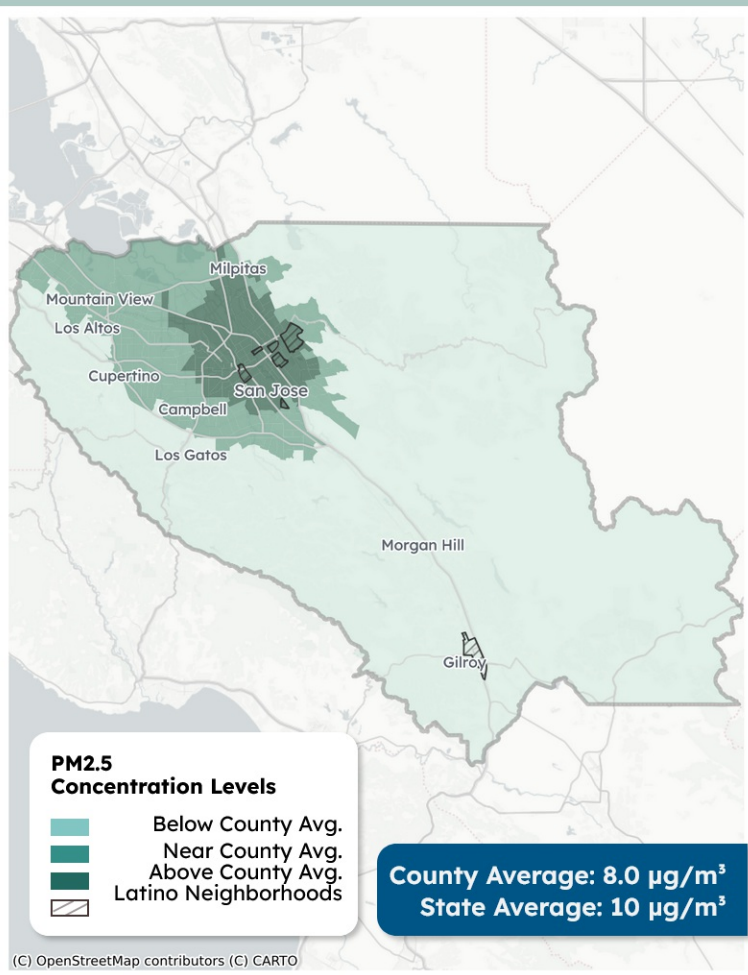 Milpitas
Mountain View
Los Altos
Cupertino
San Jose
Campbell
Los Gatos
Morgan Hill
Gilroy
PM2.5
Concentration Levels
Below County Avg.
Near County Avg.
Above County Avg.
Latino Neighborhoods
County Average: 8.0 µg/m³
State Average: 10 µg/m³
(C) OpenStreetMap contributors (C) CARTO